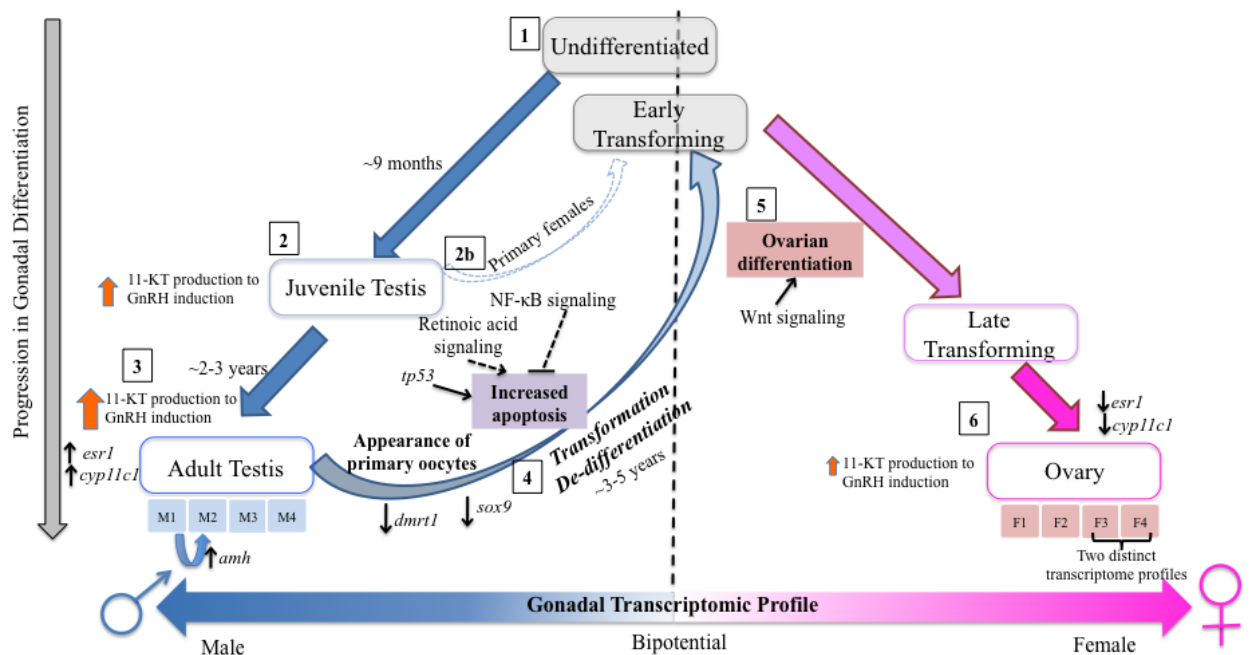 Progression in Gonadal Differentiation
1
Undifferentiated
Early
Transforming
~9 months
2
Juvenile Testis
2b
Primary females
11-KT production to
GnRH induction
NF-κB signaling
Retinoic acid
signaling
tp53
Increased
apoptosis
5
Ovarian
differentiation
Wnt signaling
Late
Transforming
3
~2-3 years
11-KT production to
GnRH induction
esr1
cyp11c1
Adult Testis
M1
M2
M3
M4
amh
Appearance of
primary oocytes
dmrt1
sox9
4
Transformation
De-differentiation
~3-5 years
6
esr1
cyp11c1
11-KT production to
GnRH induction
Ovary
F1
F2
F3
F4
Two distinct
transcriptome profiles
Gonadal Transcriptomic Profile
Male
Bipotential
Female